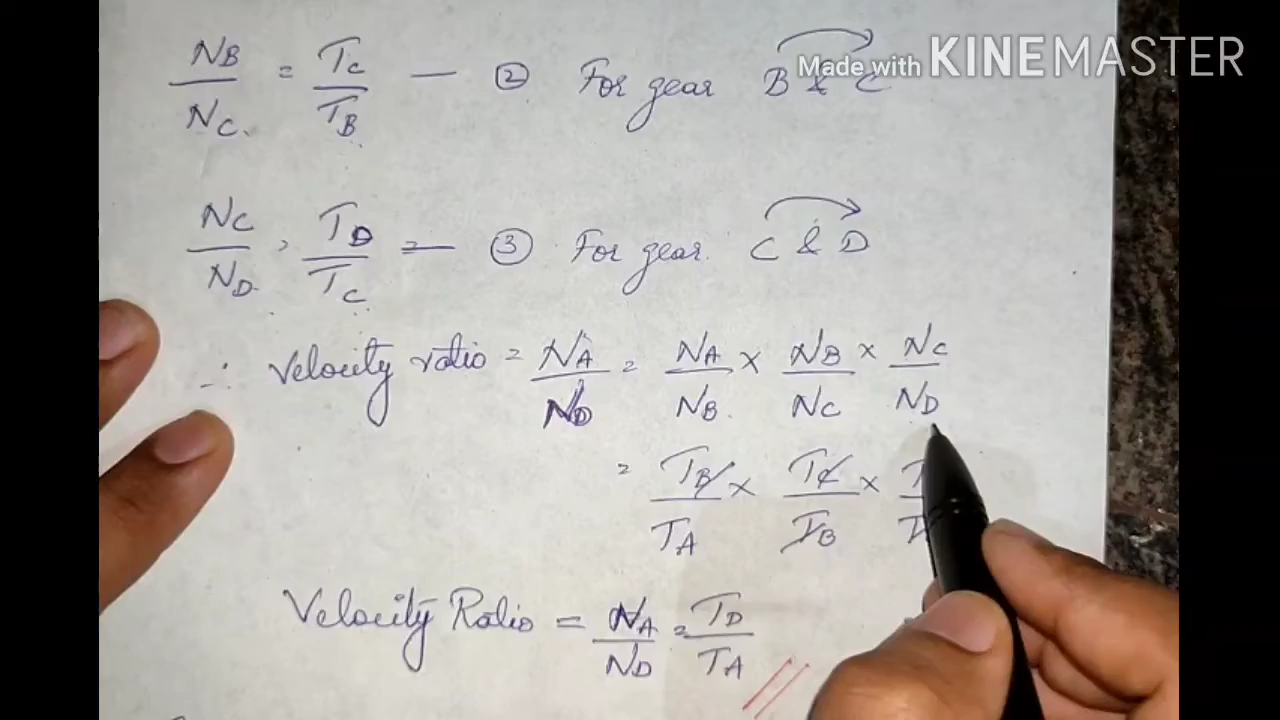 NB/NC = TC/TB — ② For gear B & C
Made with KINEMASTER
NC/ND = TD/TC — ③ For gear C & D
∴ Velocity ratio = NA/ND = NA/NB × NB/NC × NC/ND
= TB/TA × TC/TB ×
Velocity Ratio = NA/ND = TD/TA